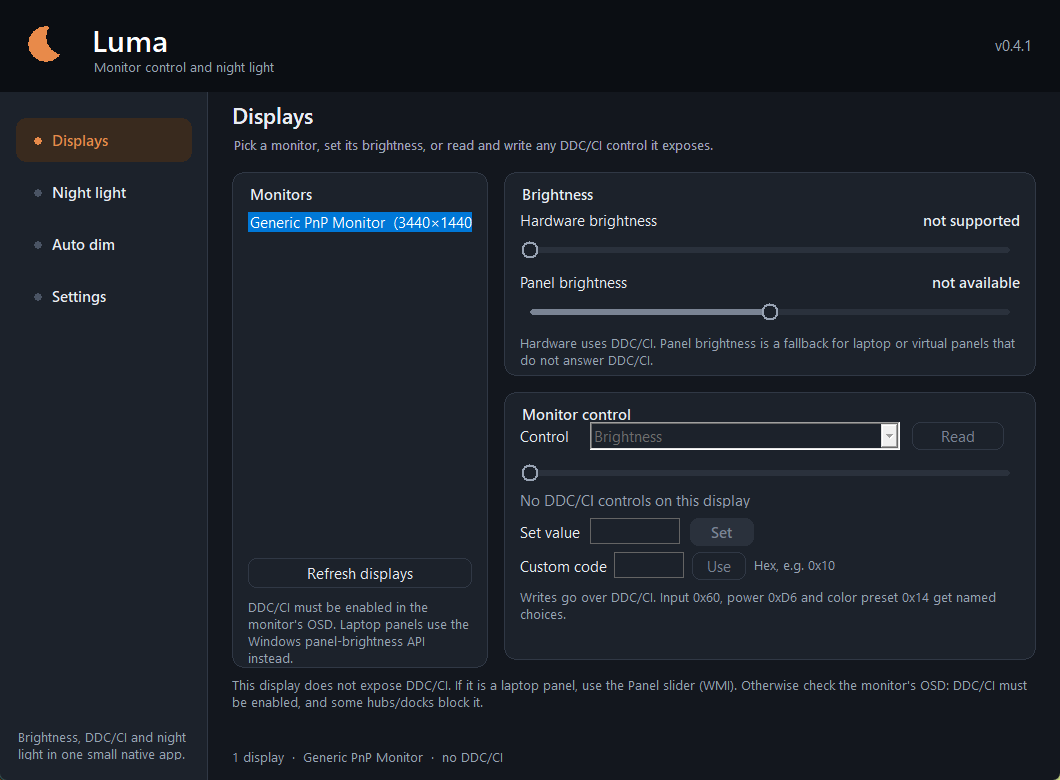 Luma
Monitor control and night light
v0.4.1
Displays
Night light
Auto dim
Settings
Brightness, DDC/CI and night
light in one small native app.
Displays
Pick a monitor, set its brightness, or read and write any DDC/CI control it exposes.
Monitors
Generic PnP Monitor (3440×1440
Refresh displays
DDC/CI must be enabled in the
monitor's OSD. Laptop panels use the
Windows panel-brightness API
instead.
Brightness
Hardware brightness not supported
Panel brightness not available
Hardware uses DDC/CI. Panel brightness is a fallback for laptop or virtual panels that
do not answer DDC/CI.
Monitor control
Control Brightness Read
No DDC/CI controls on this display
Set value Set
Custom code Use Hex, e.g. 0x10
Writes go over DDC/CI. Input 0x60, power 0xD6 and color preset 0x14 get named
choices.
This display does not expose DDC/CI. If it is a laptop panel, use the Panel slider (WMI). Otherwise check the monitor's OSD: DDC/CI must
be enabled, and some hubs/docks block it.
1 display · Generic PnP Monitor · no DDC/CI